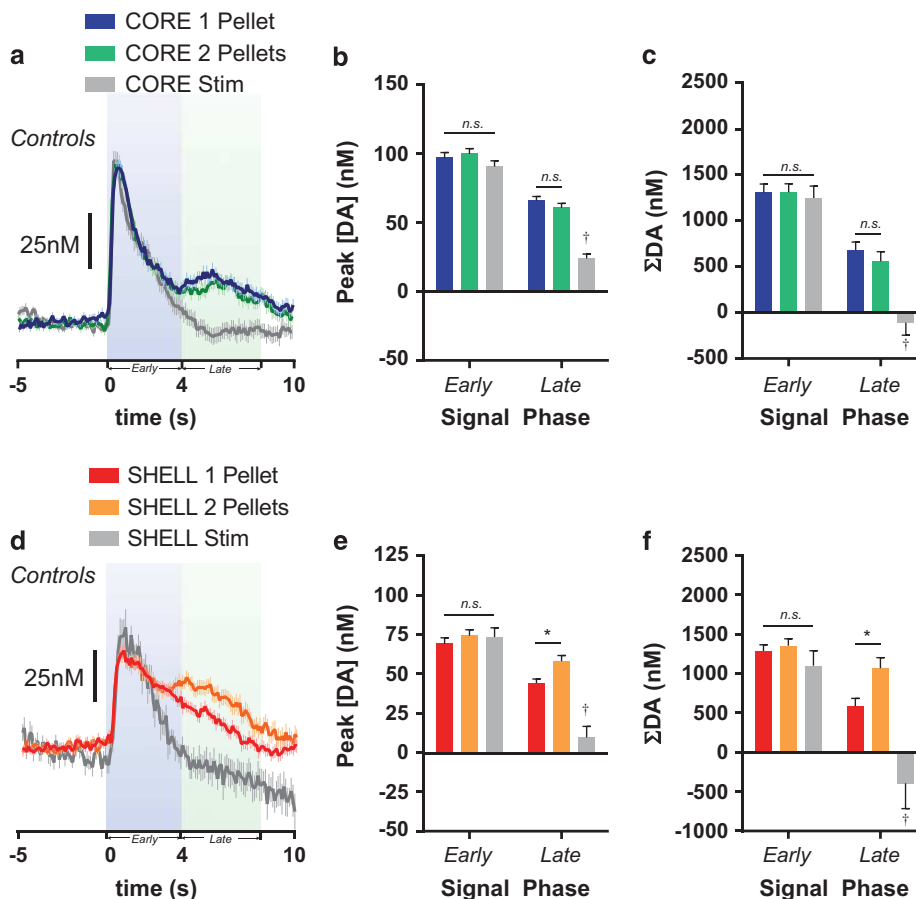 CORE 1 Pellet
CORE 2 Pellets
CORE Stim
a
Controls
25nM
Early
Late
-5
0
4
10
time (s)
b
Peak [DA] (nM)
150
100
50
0
-50
n.s.
n.s.
†
Early
Late
Signal Phase
c
ΣDA (nM)
2500
2000
1500
1000
500
0
-500
n.s.
n.s.
†
Early
Late
Signal Phase
SHELL 1 Pellet
SHELL 2 Pellets
SHELL Stim
d
Controls
25nM
Early
Late
-5
0
4
10
time (s)
e
Peak [DA] (nM)
125
100
75
50
25
0
-25
-50
n.s.
*
†
Early
Late
Signal Phase
f
ΣDA (nM)
2500
2000
1500
1000
500
0
-500
-1000
n.s.
*
†
Early
Late
Signal Phase